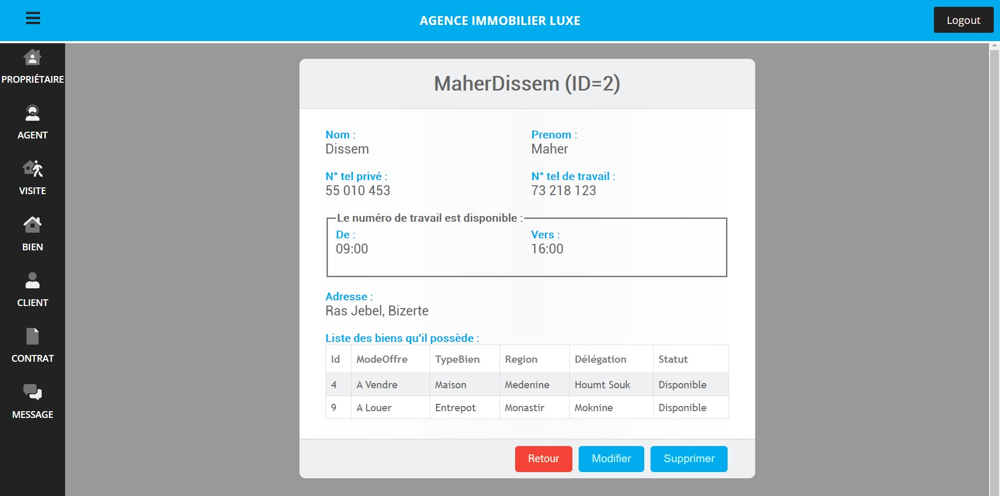 AGENCE IMMOBILIER LUXE
Logout
PROPRIÉTAIRE
AGENT
VISITE
BIEN
CLIENT
CONTRAT
MESSAGE
MaherDissem (ID=2)
Nom : Prenom :
Dissem Maher
N° tel privé : N° tel de travail :
55 010 453 73 218 123
Le numéro de travail est disponible :
De : Vers :
09:00 16:00
Adresse :
Ras Jebel, Bizerte
Liste des biens qu'il possède :
Id ModeOffre TypeBien Region Délégation Statut
4 A Vendre Maison Medenine Houmt Souk Disponible
9 A Louer Entrepot Monastir Moknine Disponible
Retour Modifier Supprimer